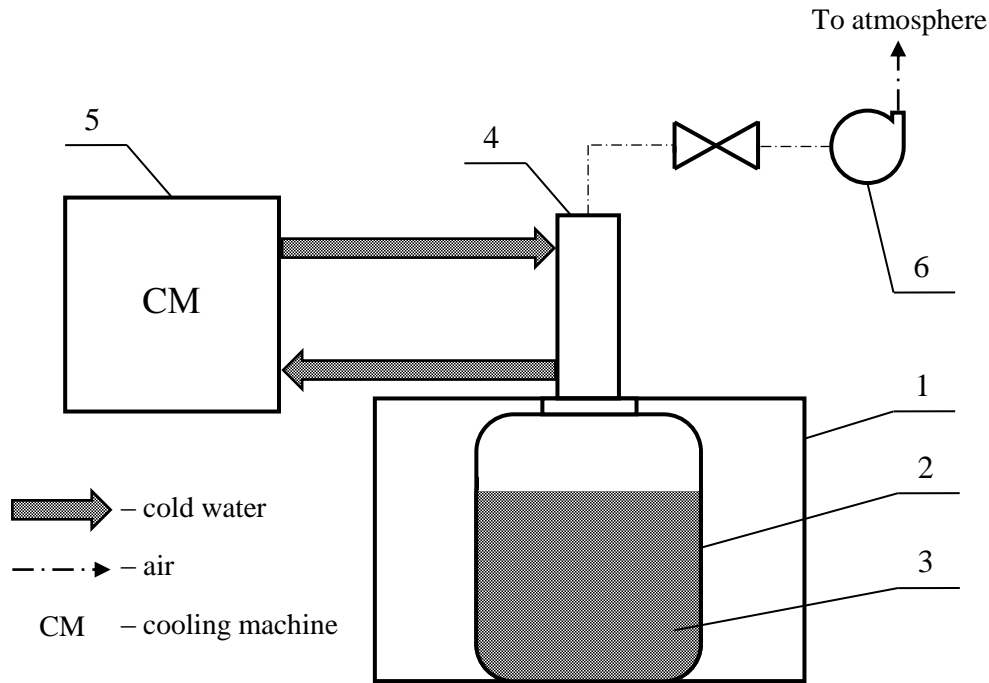 To atmosphere
5
4
CM
6
1
2
– cold water
– air
3
CM – cooling machine